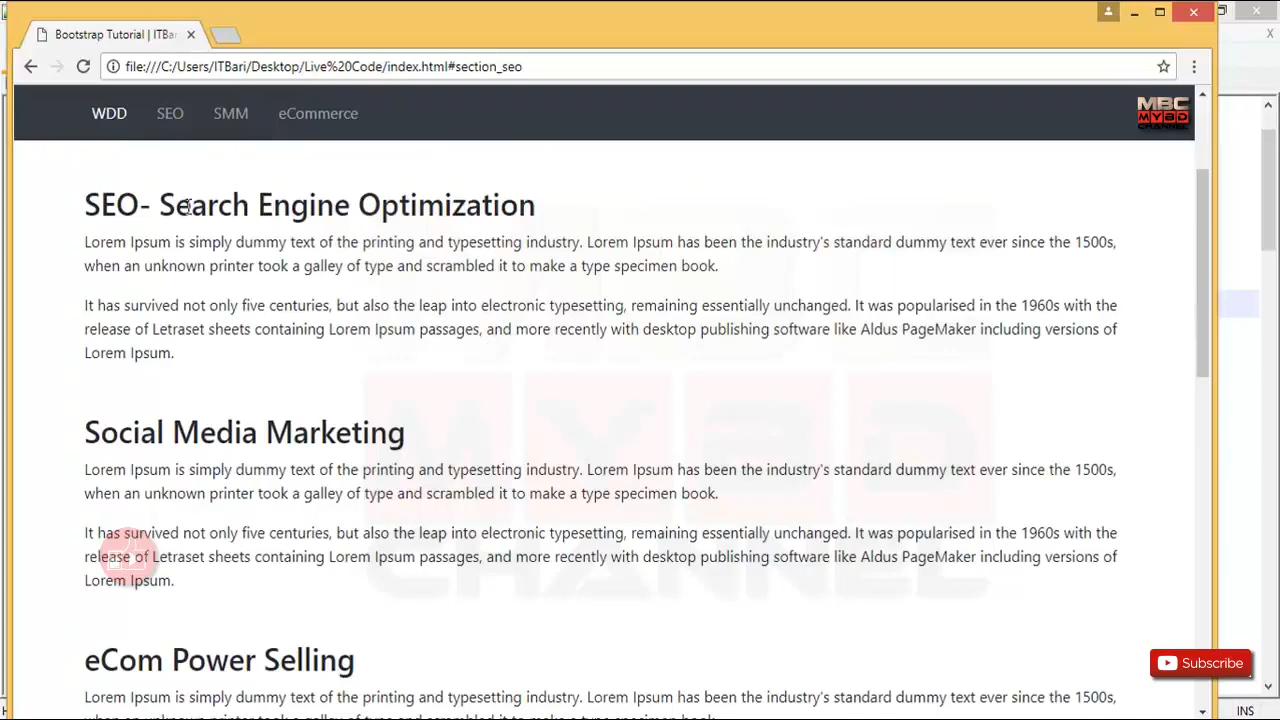 Bootstrap Tutorial | ITBar
file:///C:/Users/ITBari/Desktop/Live%20Code/index.html#section_seo
WDD SEO SMM eCommerce
MBC
MYBD
CHANNEL
SEO- Search Engine Optimization
Lorem Ipsum is simply dummy text of the printing and typesetting industry. Lorem Ipsum has been the industry's standard dummy text ever since the 1500s,
when an unknown printer took a galley of type and scrambled it to make a type specimen book.
It has survived not only five centuries, but also the leap into electronic typesetting, remaining essentially unchanged. It was popularised in the 1960s with the
release of Letraset sheets containing Lorem Ipsum passages, and more recently with desktop publishing software like Aldus PageMaker including versions of
Lorem Ipsum.
Social Media Marketing
Lorem Ipsum is simply dummy text of the printing and typesetting industry. Lorem Ipsum has been the industry's standard dummy text ever since the 1500s,
when an unknown printer took a galley of type and scrambled it to make a type specimen book.
It has survived not only five centuries, but also the leap into electronic typesetting, remaining essentially unchanged. It was popularised in the 1960s with the
release of Letraset sheets containing Lorem Ipsum passages, and more recently with desktop publishing software like Aldus PageMaker including versions of
Lorem Ipsum.
MBC
MYBD
CHANNEL
eCom Power Selling
Subscribe
Lorem Ipsum is simply dummy text of the printing and typesetting industry. Lorem Ipsum has been the industry's standard dummy text ever since the 1500s,
INS